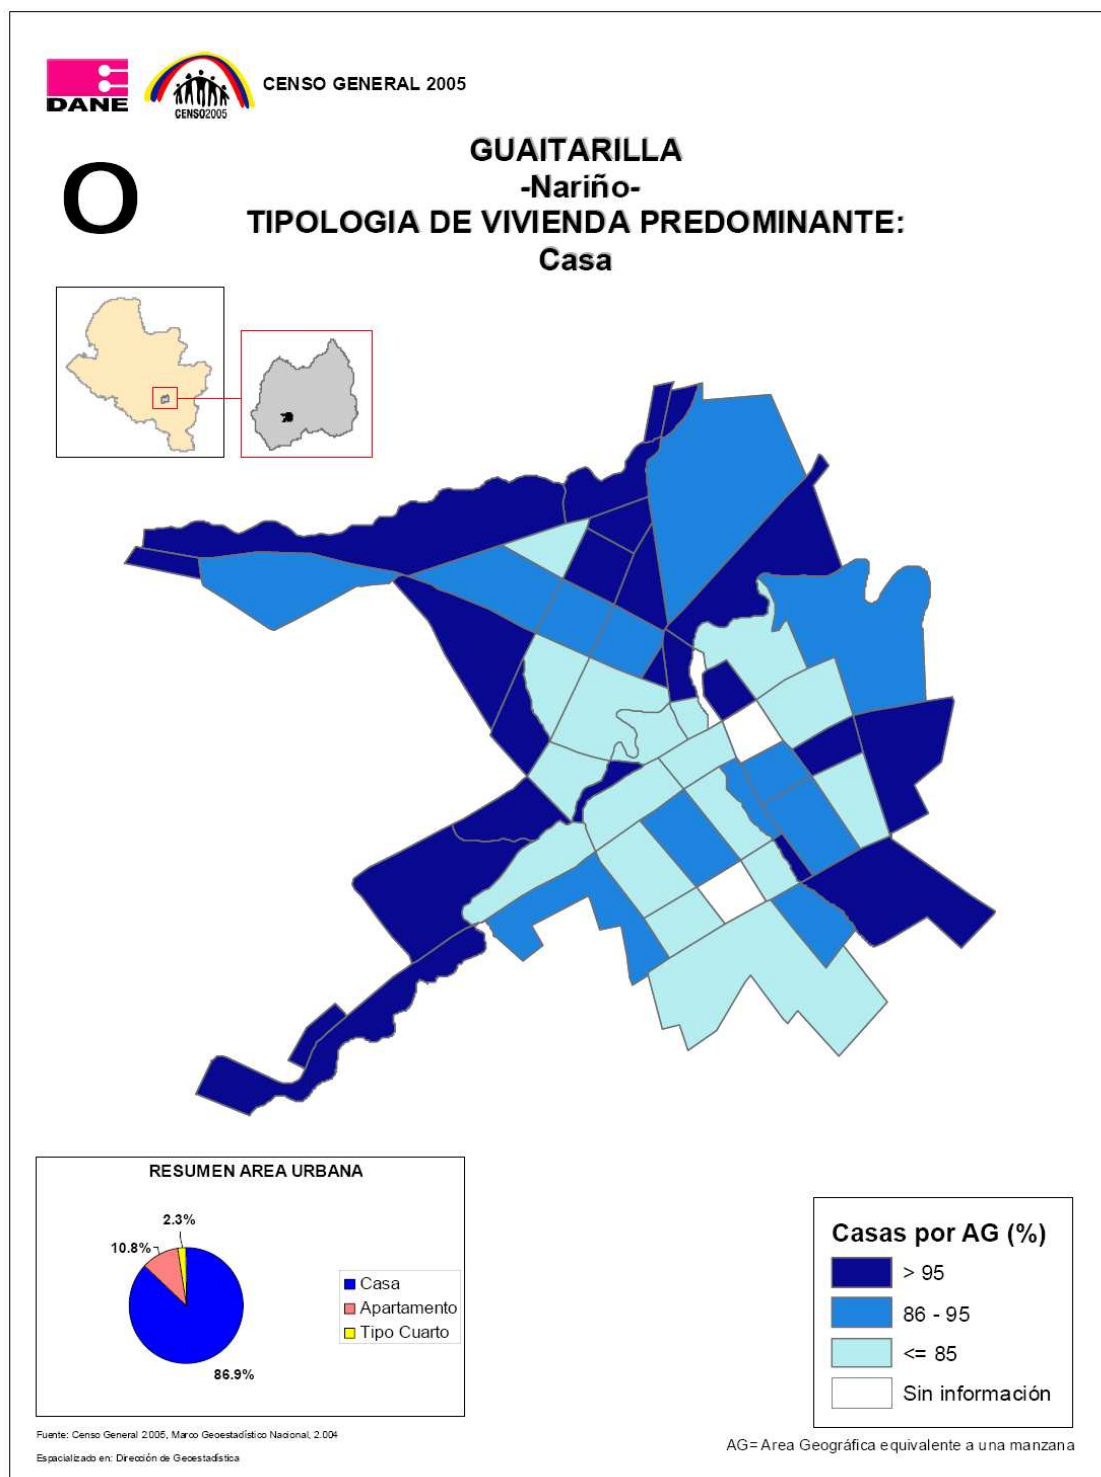 DANE
CENSO2005
CENSO GENERAL 2005
O
GUAITARILLA
-Nariño-
TIPOLOGIA DE VIVIENDA PREDOMINANTE:
Casa
RESUMEN AREA URBANA
2.3%
10.8%
86.9%
Casa
Apartamento
Tipo Cuarto
Casas por AG (%)
> 95
86 - 95
<= 85
Sin información
Fuente: Censo General 2005, Marco Geoestadístico Nacional, 2.004
Espacializado en: Dirección de Geoestadística
AG= Area Geográfica equivalente a una manzana